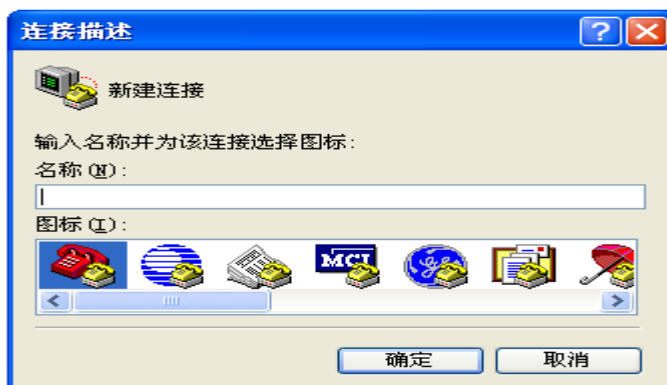 连接描述
新建连接
输入名称并为该连接选择图标:
名称(N):
图标(I):
MCI
确定
取消